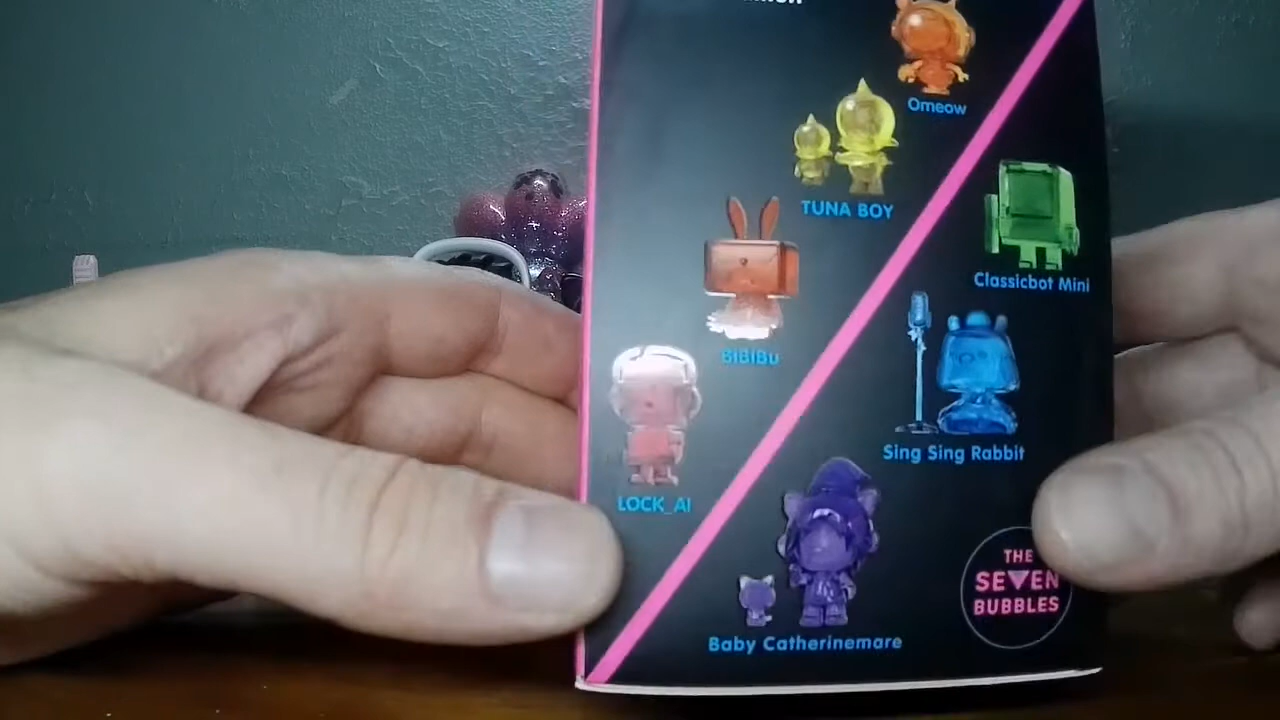 Omeow
TUNA BOY
Classicbot Mini
BIBIBu
Sing Sing Rabbit
LOCK_AI
Baby Catherinemare
THE
SEVEN
BUBBLES